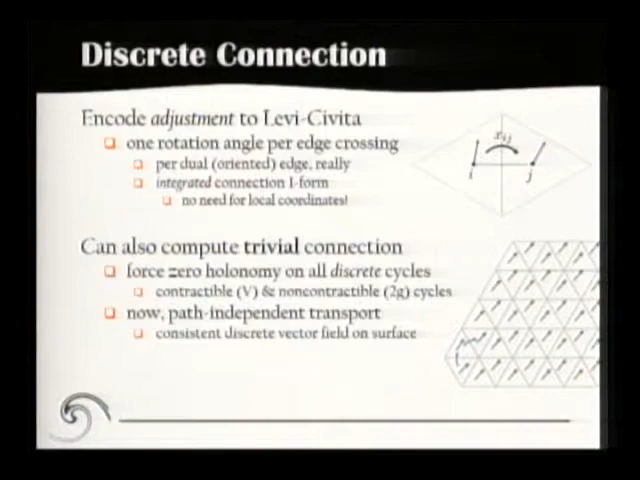 Discrete Connection
Encode adjustment to Levi-Civita
one rotation angle per edge crossing
per dual (oriented) edge, really
integrated connection 1-form
no need for local coordinates!
x_ij
i
j
Can also compute trivial connection
force zero holonomy on all discrete cycles
contractible (V) & noncontractible (2g) cycles
now, path-independent transport
consistent discrete vector field on surface